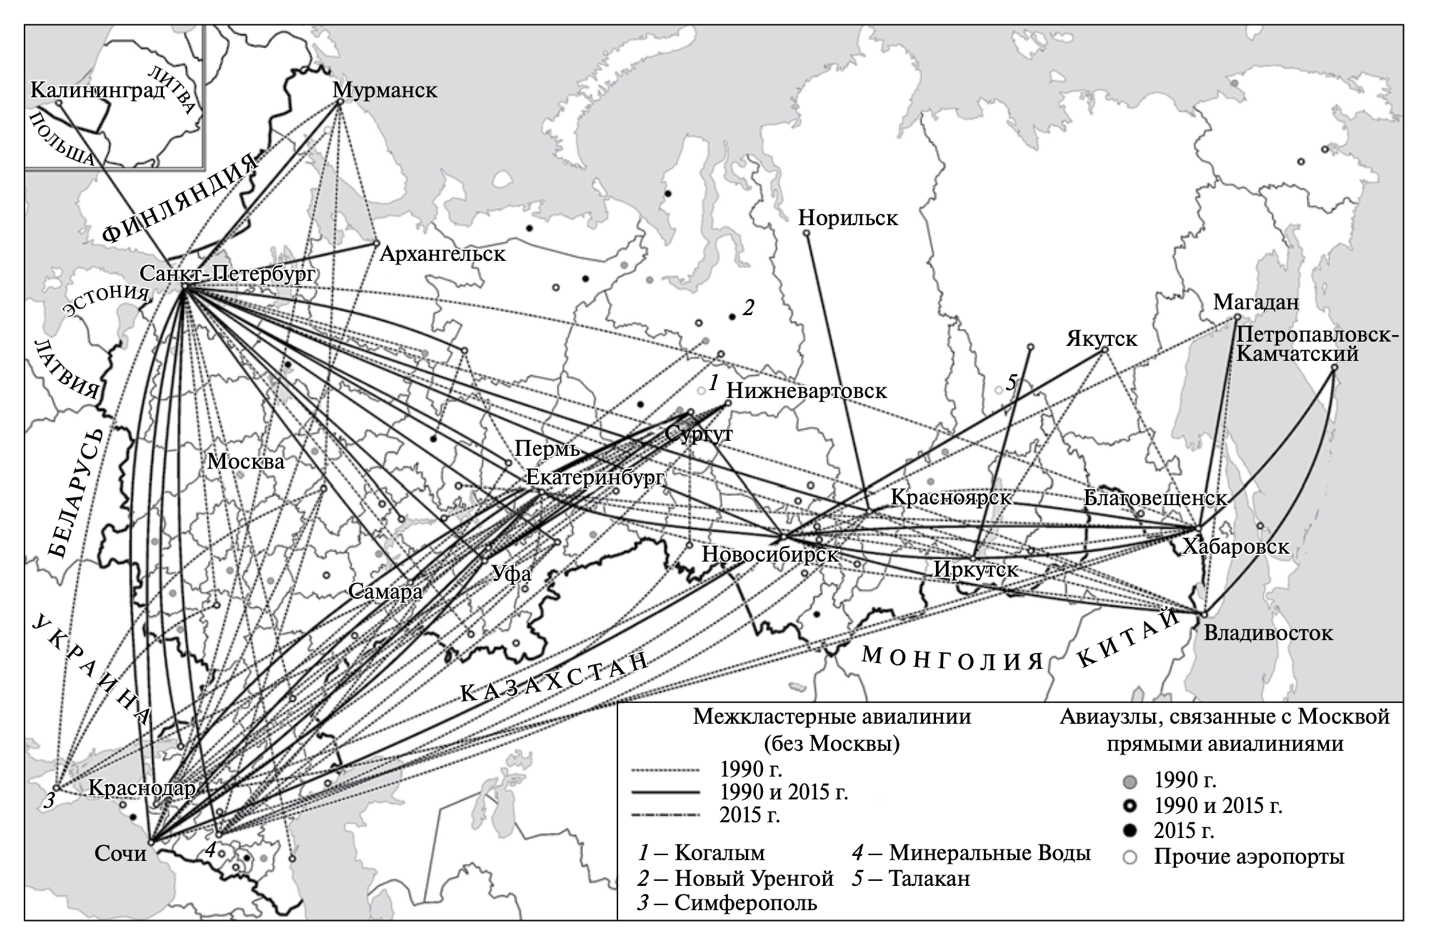 Калининград
ЛИТВА
ПОЛЬША
Мурманск
ФИНЛЯНДИЯ
Норильск
Архангельск
Санкт-Петербург
ЭСТОНИЯ
2
Магадан
Петропавловск-
Камчатский
Якутск
ЛАТВИЯ
1
Нижневартовск
5
Сургут
БЕЛАРУСЬ
Москва
Пермь
Екатеринбург
Красноярск
Благовещенск
Новосибирск
Хабаровск
Уфа
Иркутск
Самара
УКРАИНА
КАЗАХСТАН
МОНГОЛИЯ
КИТАЙ
Владивосток
3
Краснодар
Сочи
4
Межкластерные авиалинии
(без Москвы)
1990 г.
1990 и 2015 г.
2015 г.
Авиаузлы, связанные с Москвой
прямыми авиалиниями
1990 г.
1990 и 2015 г.
2015 г.
Прочие аэропорты
1 – Когалым
2 – Новый Уренгой
3 – Симферополь
4 – Минеральные Воды
5 – Талакан